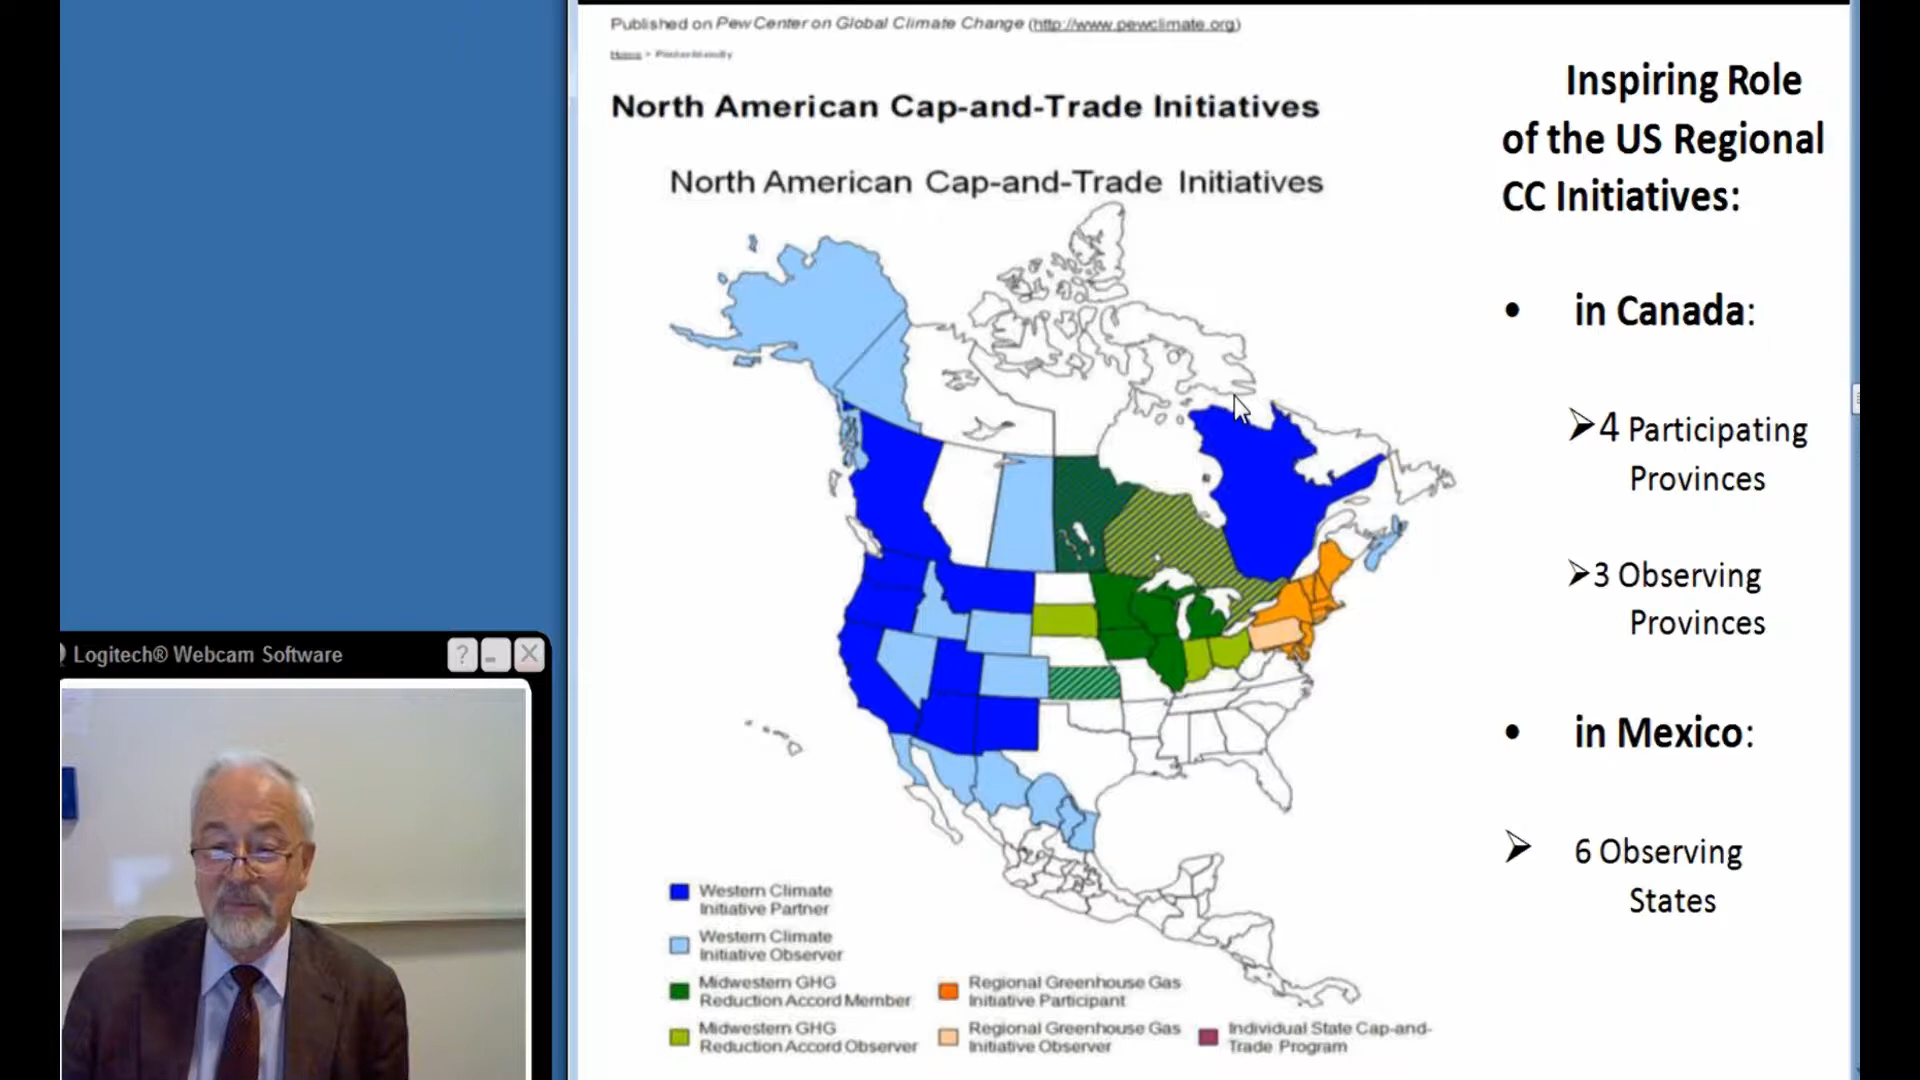 Published on Pew Center on Global Climate Change (http://www.pewclimate.org)
Home > Printer-friendly
North American Cap-and-Trade Initiatives
North American Cap-and-Trade Initiatives
Western Climate
Initiative Partner
Western Climate
Initiative Observer
Midwestern GHG
Reduction Accord Member
Midwestern GHG
Reduction Accord Observer
Regional Greenhouse Gas
Initiative Participant
Regional Greenhouse Gas
Initiative Observer
Individual State Cap-and-
Trade Program
Inspiring Role
of the US Regional
CC Initiatives:
• in Canada:
➢4 Participating
Provinces
➢3 Observing
Provinces
• in Mexico:
➢ 6 Observing
States
Logitech® Webcam Software